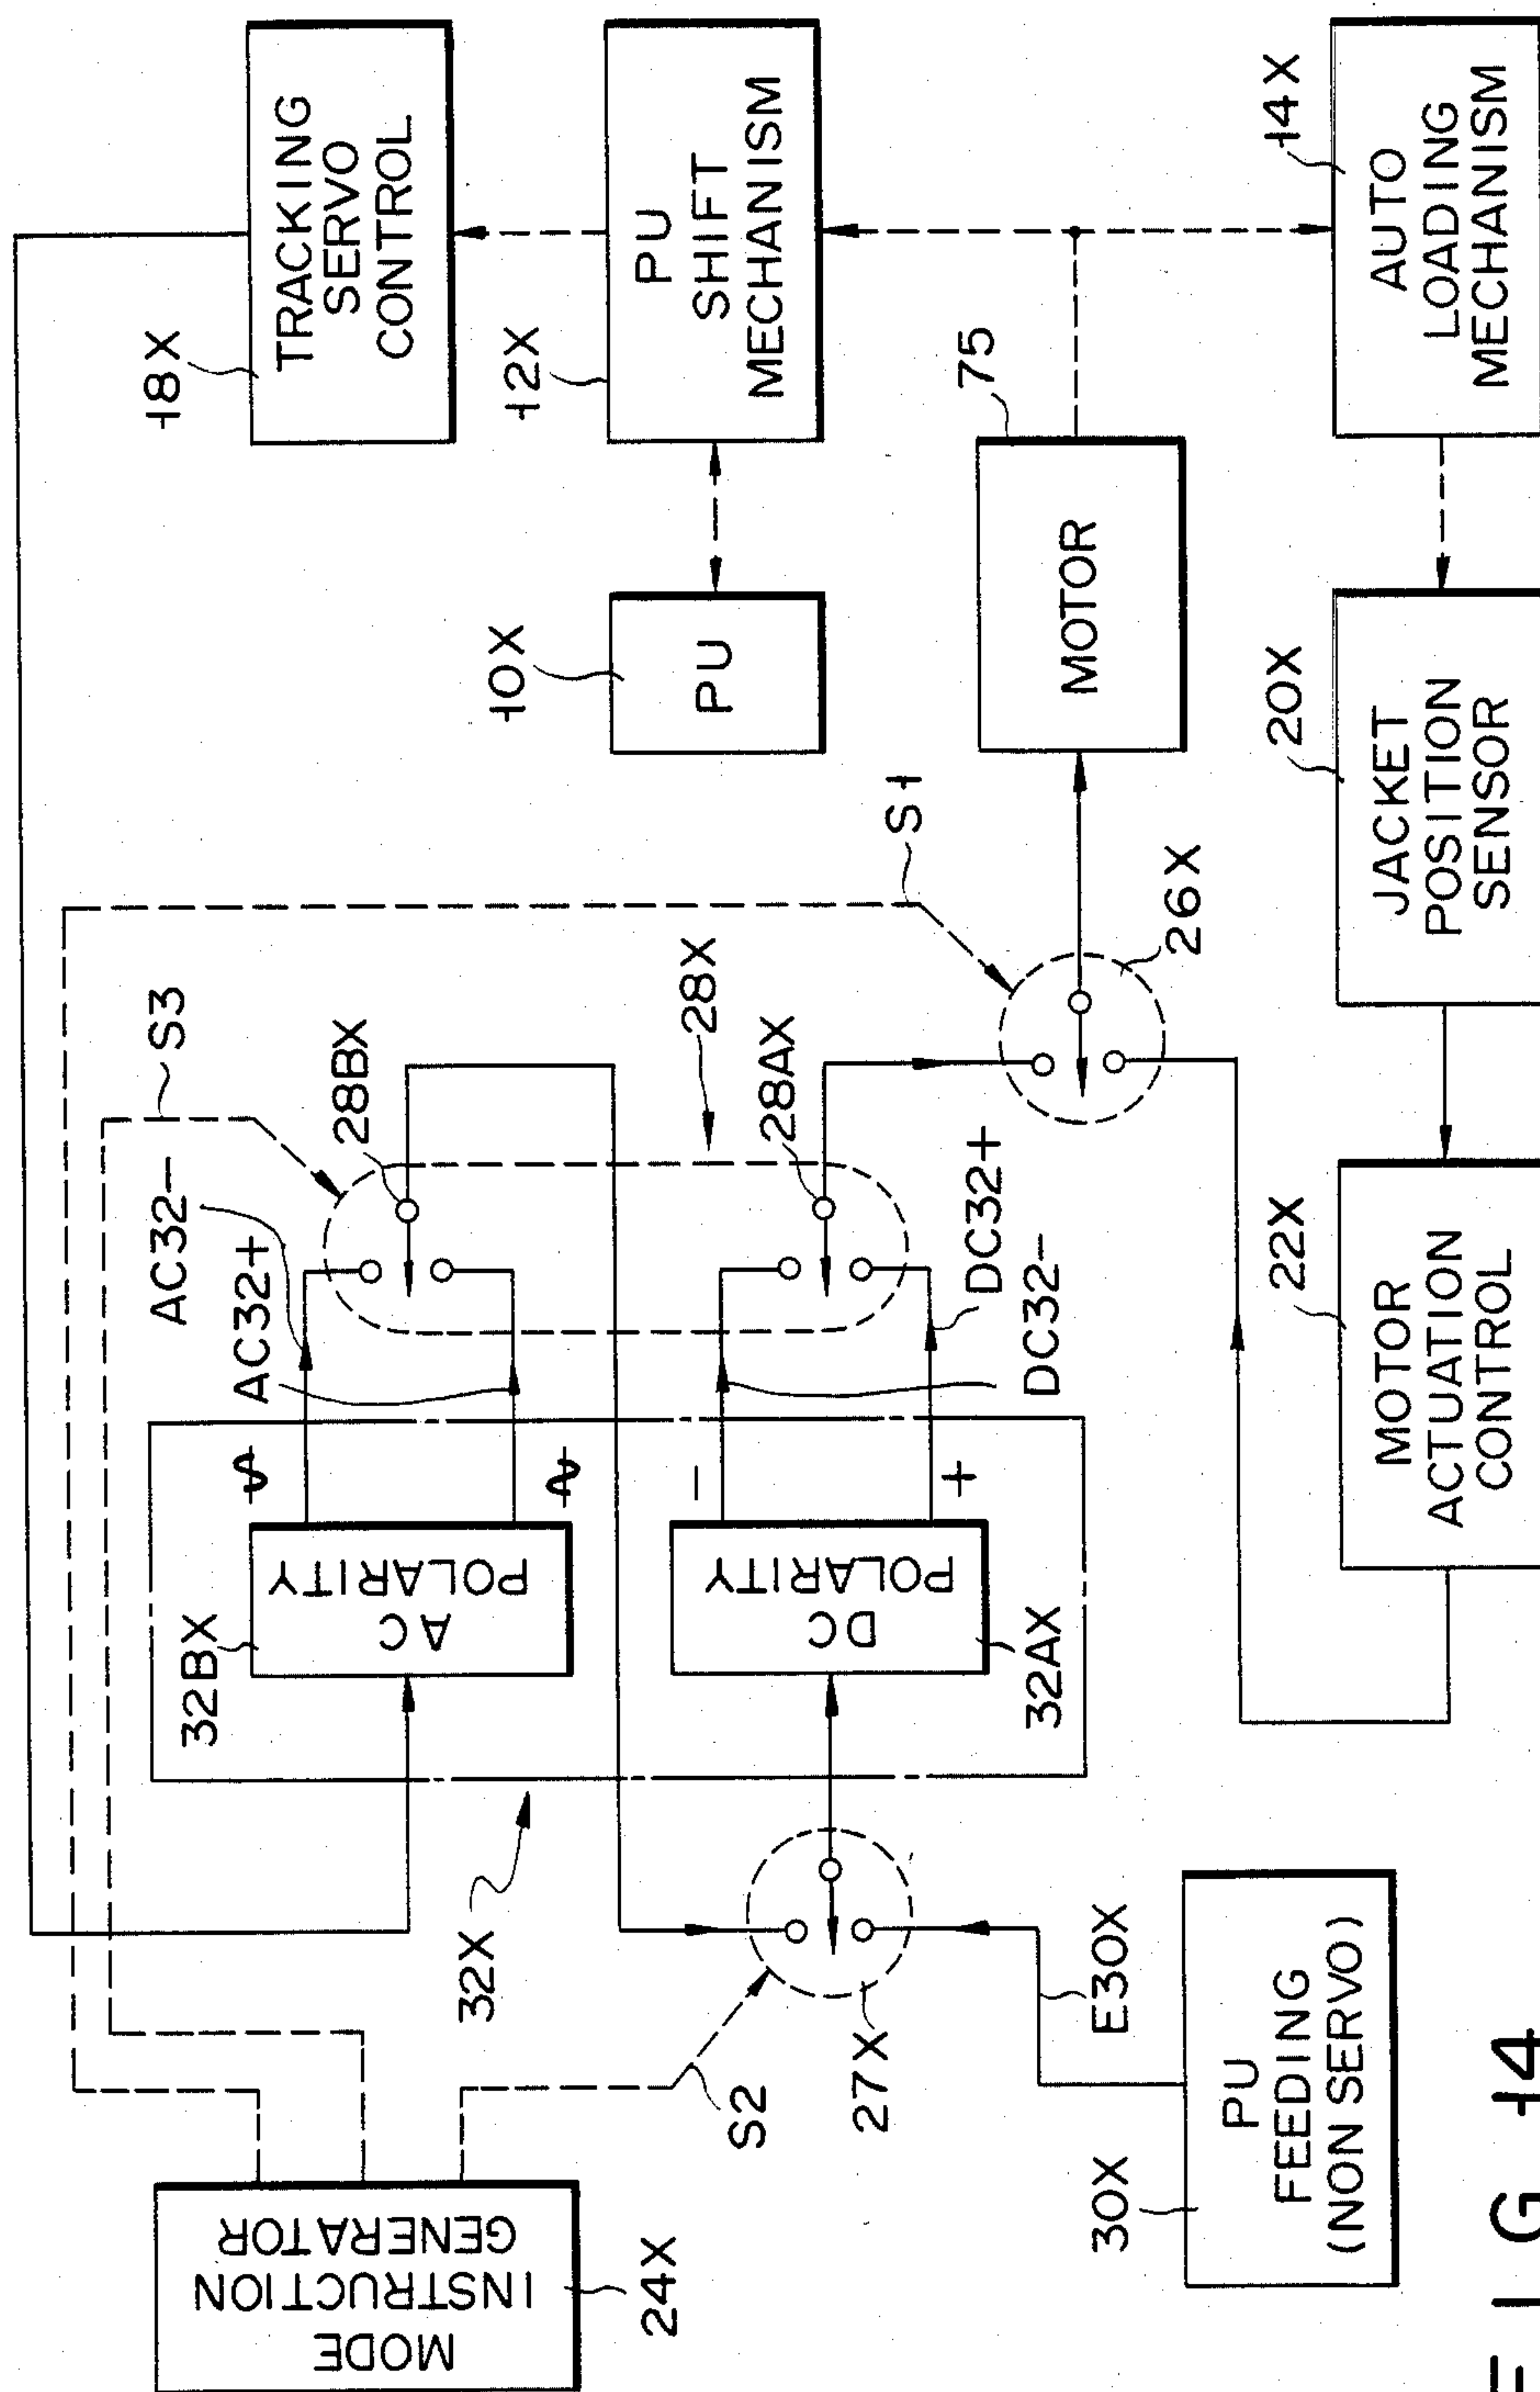 MODE
INSTRUCTION
GENERATOR
24X
S2
27X
30X
PU
FEEDING
(NON SERVO)
E30X
32X
32BX
AC
POLARITY
DC
POLARITY
32AX
−
+
AC32−
AC32+
S3
28BX
28X
28AX
DC32+
DC32−
S1
26X
22X
MOTOR
ACTUATION
CONTROL
20X
JACKET
POSITION
SENSOR
10X
PU
75
MOTOR
18X
TRACKING
SERVO
CONTROL
12X
PU
SHIFT
MECHANISM
14X
AUTO
LOADING
MECHANISM
FIG 14